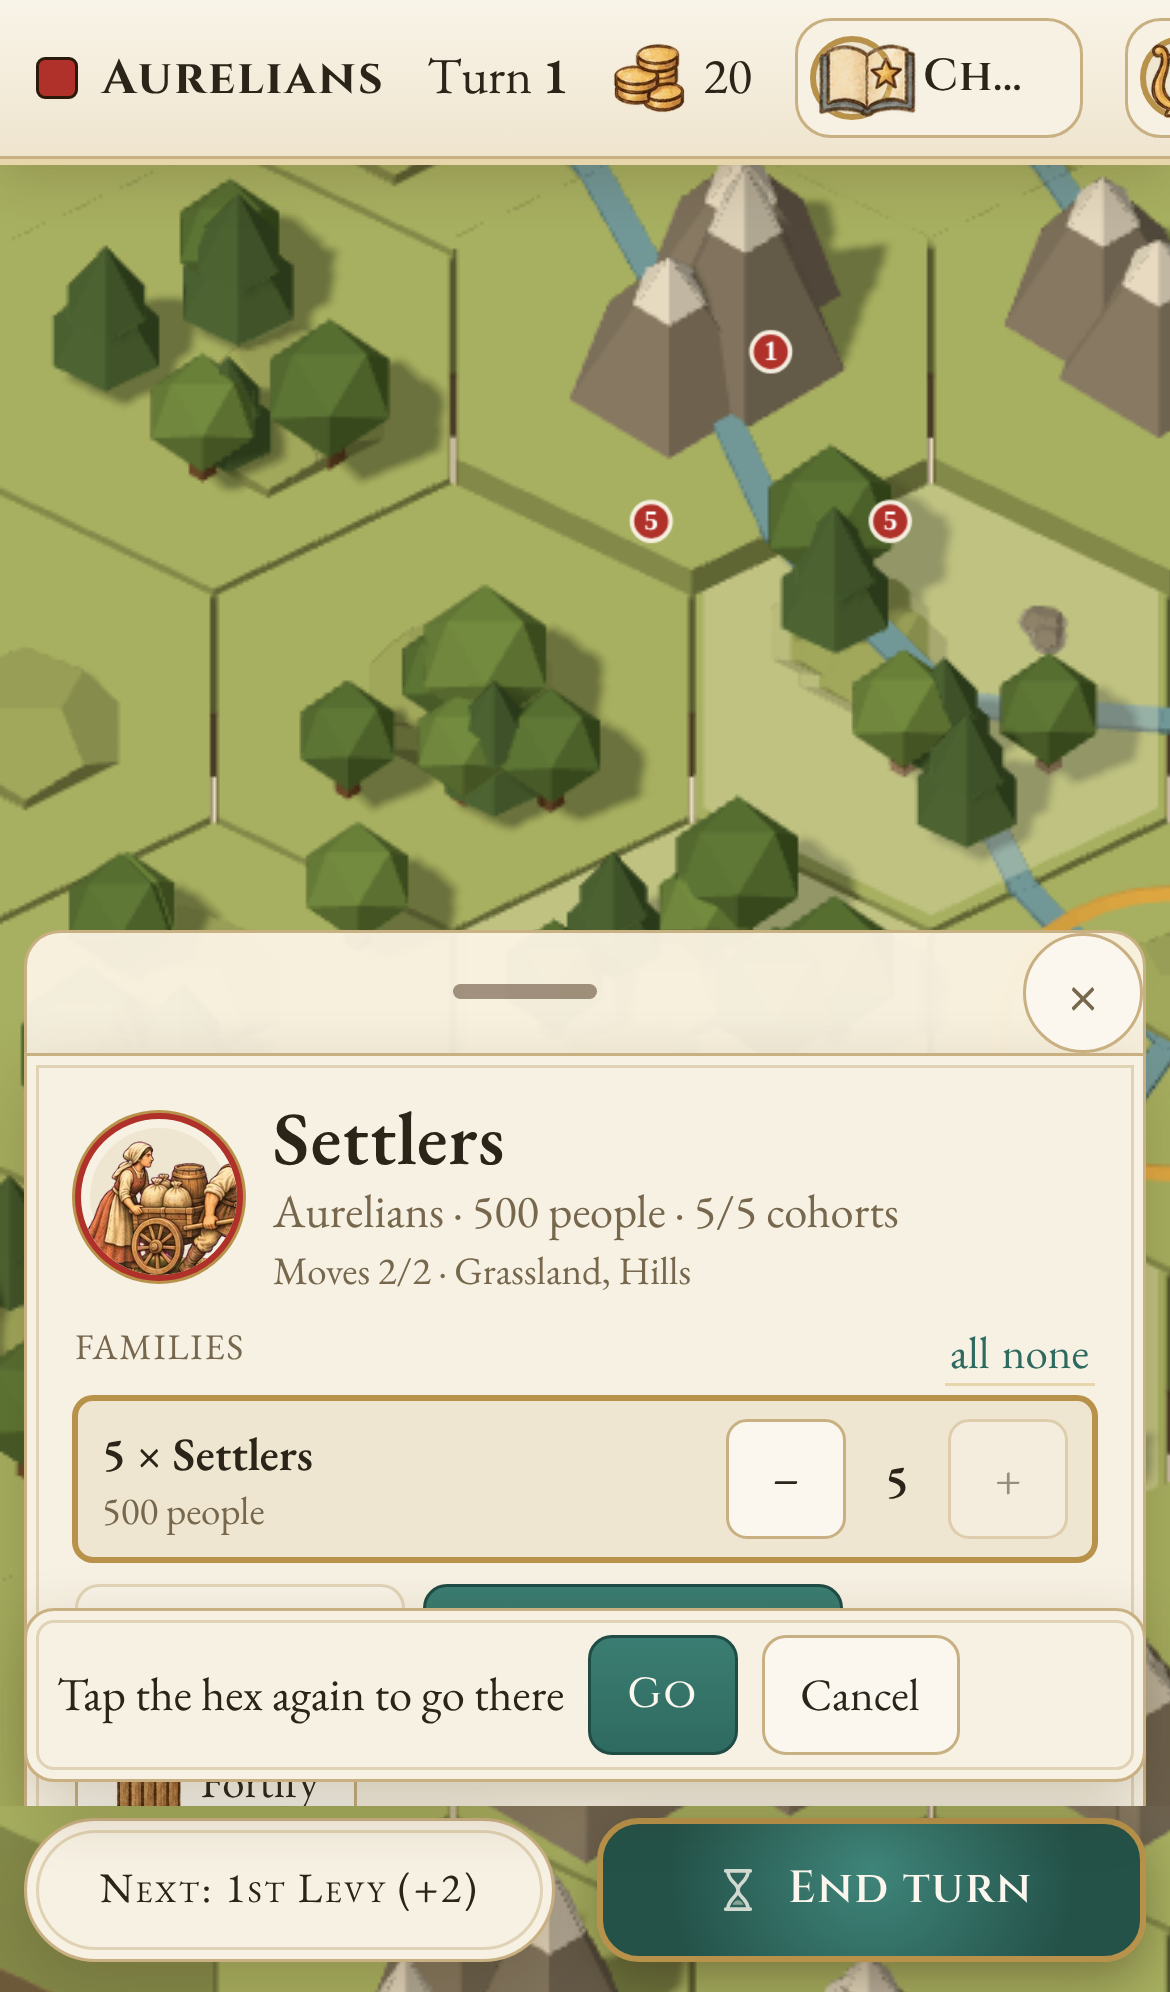 AURELIANS Turn 1 20 CH...
1
5 5
×
Settlers
Aurelians · 500 people · 5/5 cohorts
Moves 2/2 · Grassland, Hills
FAMILIES all none
5 × Settlers
500 people
− 5 +
Tap the hex again to go there GO Cancel
Fortify
NEXT: 1ST LEVY (+2) END TURN